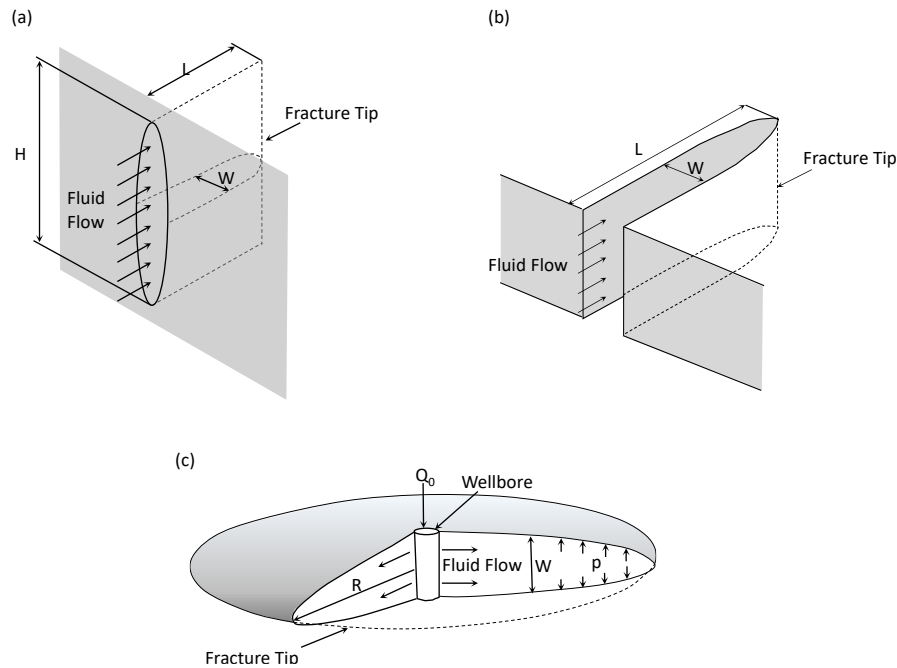 (a)
L
Fracture Tip
H
W
Fluid
Flow
(b)
L
W
Fracture Tip
Fluid Flow
(c)
Q0
Wellbore
Fluid Flow
W
p
R
Fracture Tip